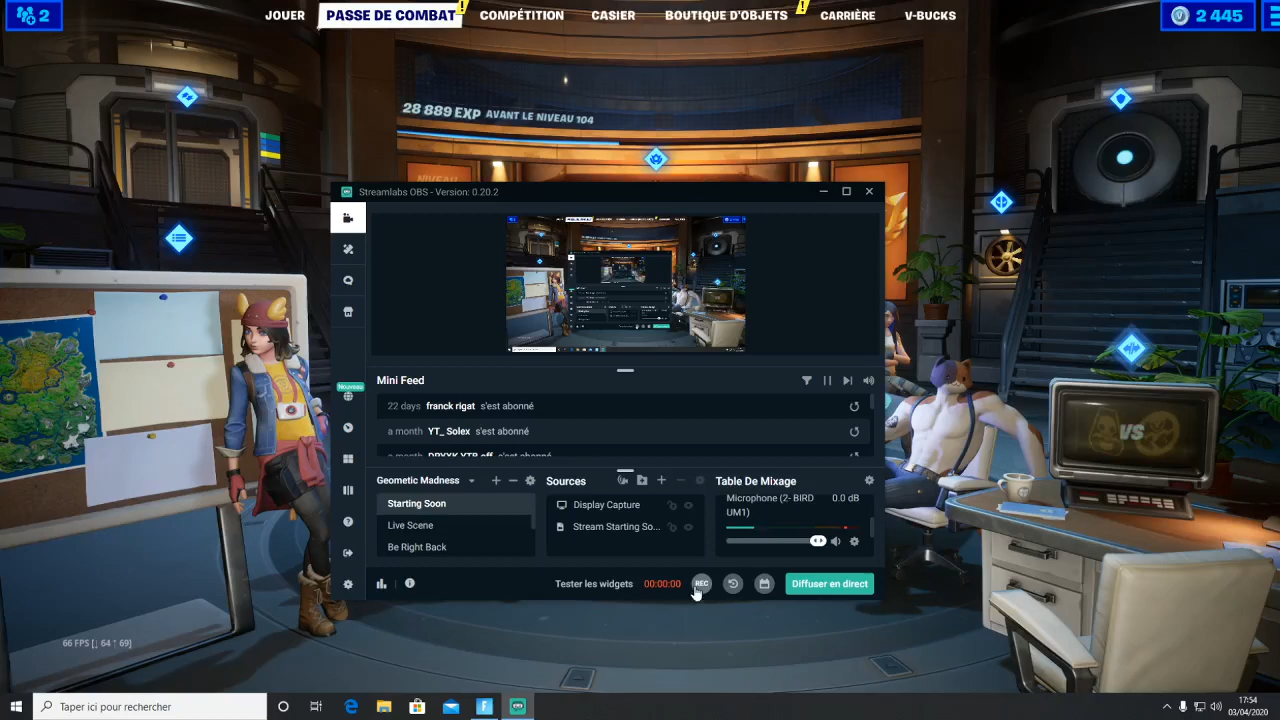 2
JOUER
PASSE DE COMBAT
!
COMPÉTITION
CASIER
BOUTIQUE D'OBJETS
!
CARRIÈRE
V-BUCKS
V
2 445
28 889 EXP AVANT LE NIVEAU 104
NIVEAU
Streamlabs OBS - Version: 0.20.2
Nouveau
Mini Feed
22 days franck rigat s'est abonné
a month YT_ Solex s'est abonné
Geometic Madness
Starting Soon
Live Scene
Be Right Back
Sources
Display Capture
Stream Starting So...
Table De Mixage
Microphone (2- BIRD UM1)
0.0 dB
Tester les widgets
00:00:00
REC
Diffuser en direct
VS
66 FPS [↓ 64 ↑ 69]
Taper ici pour rechercher
17:54
03/04/2020